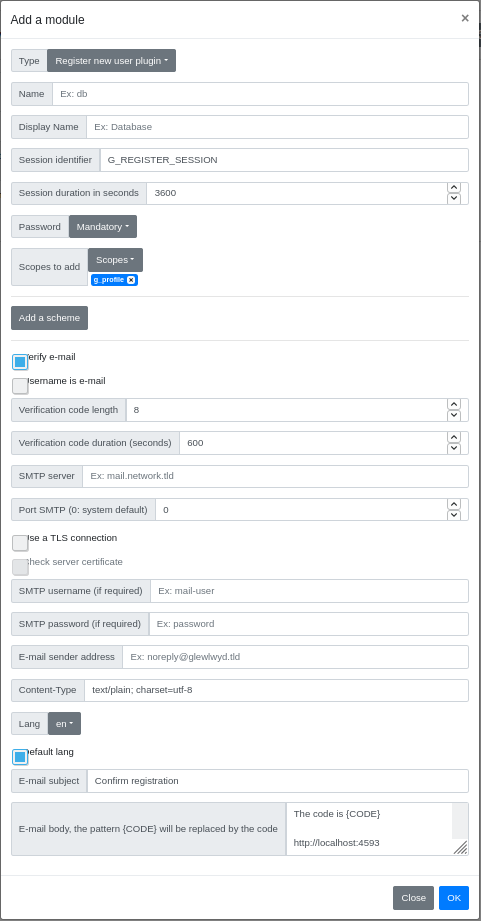 Add a module ×
Type Register new user plugin
Name Ex: db
Display Name Ex: Database
Session identifier G_REGISTER_SESSION
Session duration in seconds 3600
Password Mandatory
Scopes to add Scopes
g_profile
Add a scheme
Verify e-mail
Username is e-mail
Verification code length 8
Verification code duration (seconds) 600
SMTP server Ex: mail.network.tld
Port SMTP (0: system default) 0
Use a TLS connection
Check server certificate
SMTP username (if required) Ex: mail-user
SMTP password (if required) Ex: password
E-mail sender address Ex: noreply@glewlwyd.tld
Content-Type text/plain; charset=utf-8
Lang en
Default lang
E-mail subject Confirm registration
The code is {CODE}
E-mail body, the pattern {CODE} will be replaced by the code
http://localhost:4593
Close OK